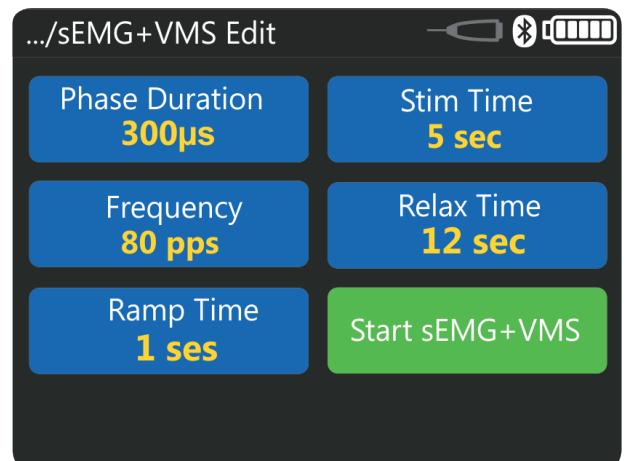 .../sEMG+VMS Edit
Phase Duration
300µs
Stim Time
5 sec
Frequency
80 pps
Relax Time
12 sec
Ramp Time
1 ses
Start sEMG+VMS